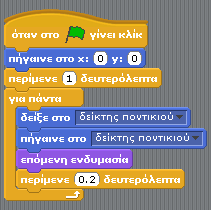 όταν στο γίνει κλικ
πήγαινε στο x: 0 y: 0
περίμενε 1 δευτερόλεπτα
για πάντα
δείξε στο δείκτης ποντικιού
πήγαινε στο δείκτης ποντικιού
επόμενη ενδυμασία
περίμενε 0.2 δευτερόλεπτα